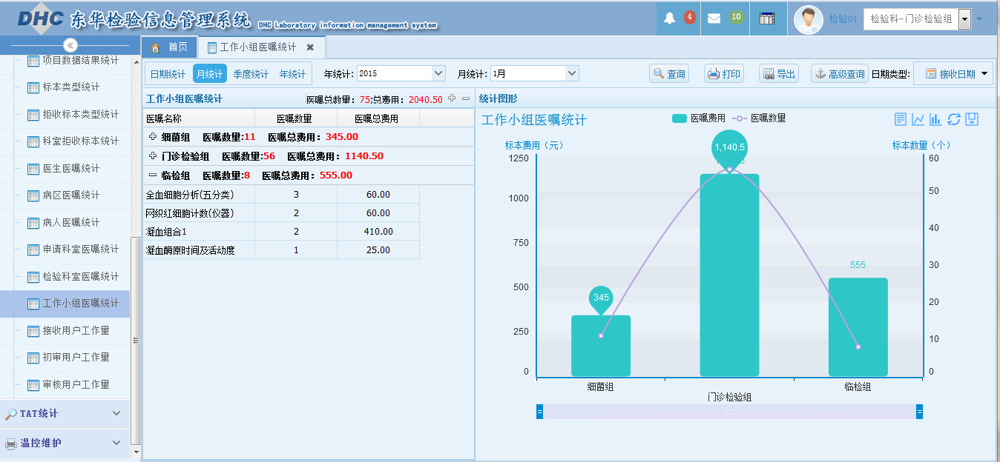 DHC 东华检验信息管理系统 DHC Laboratory information management system
4
10
检验01
检验科-门诊检验组
首页
工作小组医嘱统计
项目数据结果统计
标本类型统计
拒收标本类型统计
科室拒收标本统计
医生医嘱统计
病区医嘱统计
病人医嘱统计
申请科室医嘱统计
检验科室医嘱统计
工作小组医嘱统计
接收用户工作量
初审用户工作量
审核用户工作量
TAT统计
温控维护
日期统计 月统计 季度统计 年统计 年统计: 2015 月统计: 1月 查询 打印 导出 高级查询 日期类型: 接收日期
工作小组医嘱统计 医嘱总数量: 75;总费用: 2040.50
医嘱名称 医嘱数量 医嘱总费用
细菌组 医嘱数量:11 医嘱总费用: 345.00
门诊检验组 医嘱数量:56 医嘱总费用: 1140.50
临检组 医嘱数量:8 医嘱总费用: 555.00
全血细胞分析(五分类) 3 60.00
网织红细胞计数(仪器) 2 60.00
凝血组合1 2 410.00
凝血酶原时间及活动度 1 25.00
统计图形
工作小组医嘱统计
医嘱费用 医嘱数量
标本费用（元）
标本数量（个）
1250
1000
750
500
250
0
60
50
40
30
20
10
0
345
1,140.5
555
细菌组
门诊检验组
临检组